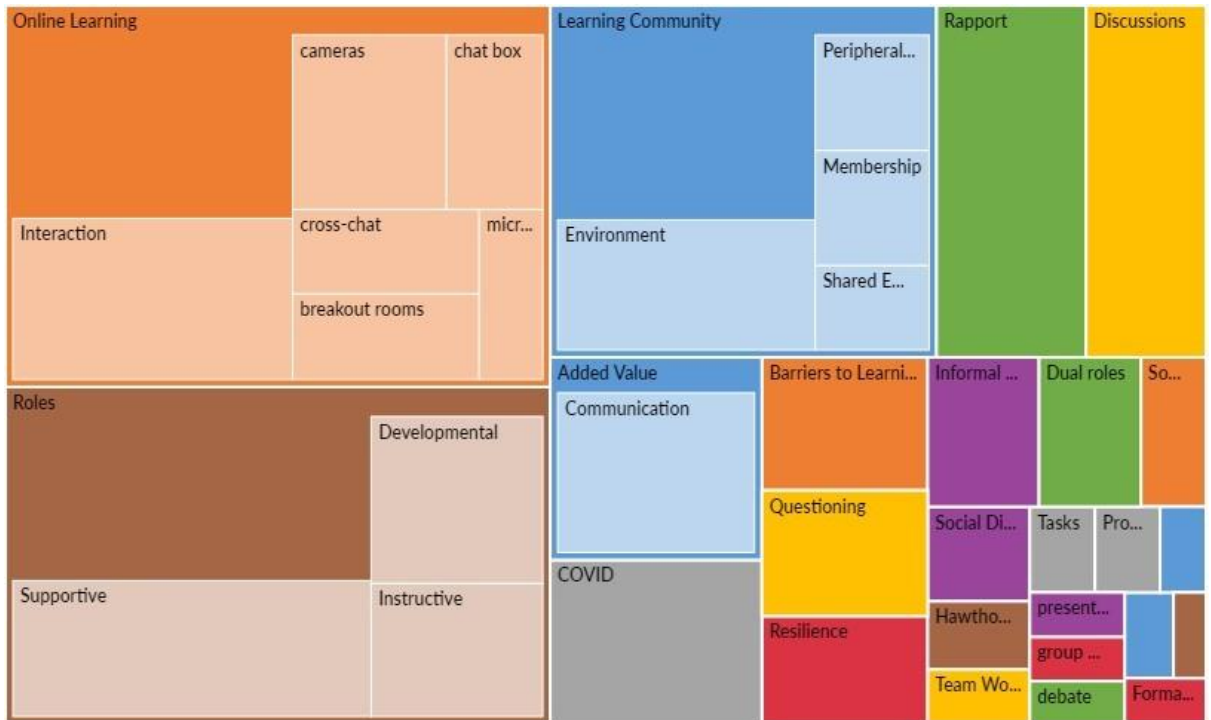 Online Learning
cameras
chat box
Interaction
cross-chat
micr...
breakout rooms
Learning Community
Peripheral...
Membership
Environment
Shared E...
Rapport
Discussions
Roles
Developmental
Supportive
Instructive
Added Value
Communication
COVID
Barriers to Learni...
Questioning
Resilience
Informal ...
Dual roles
So...
Social Di...
Tasks
Pro...
Hawtho...
present...
group ...
Team Wo...
debate
Forma...